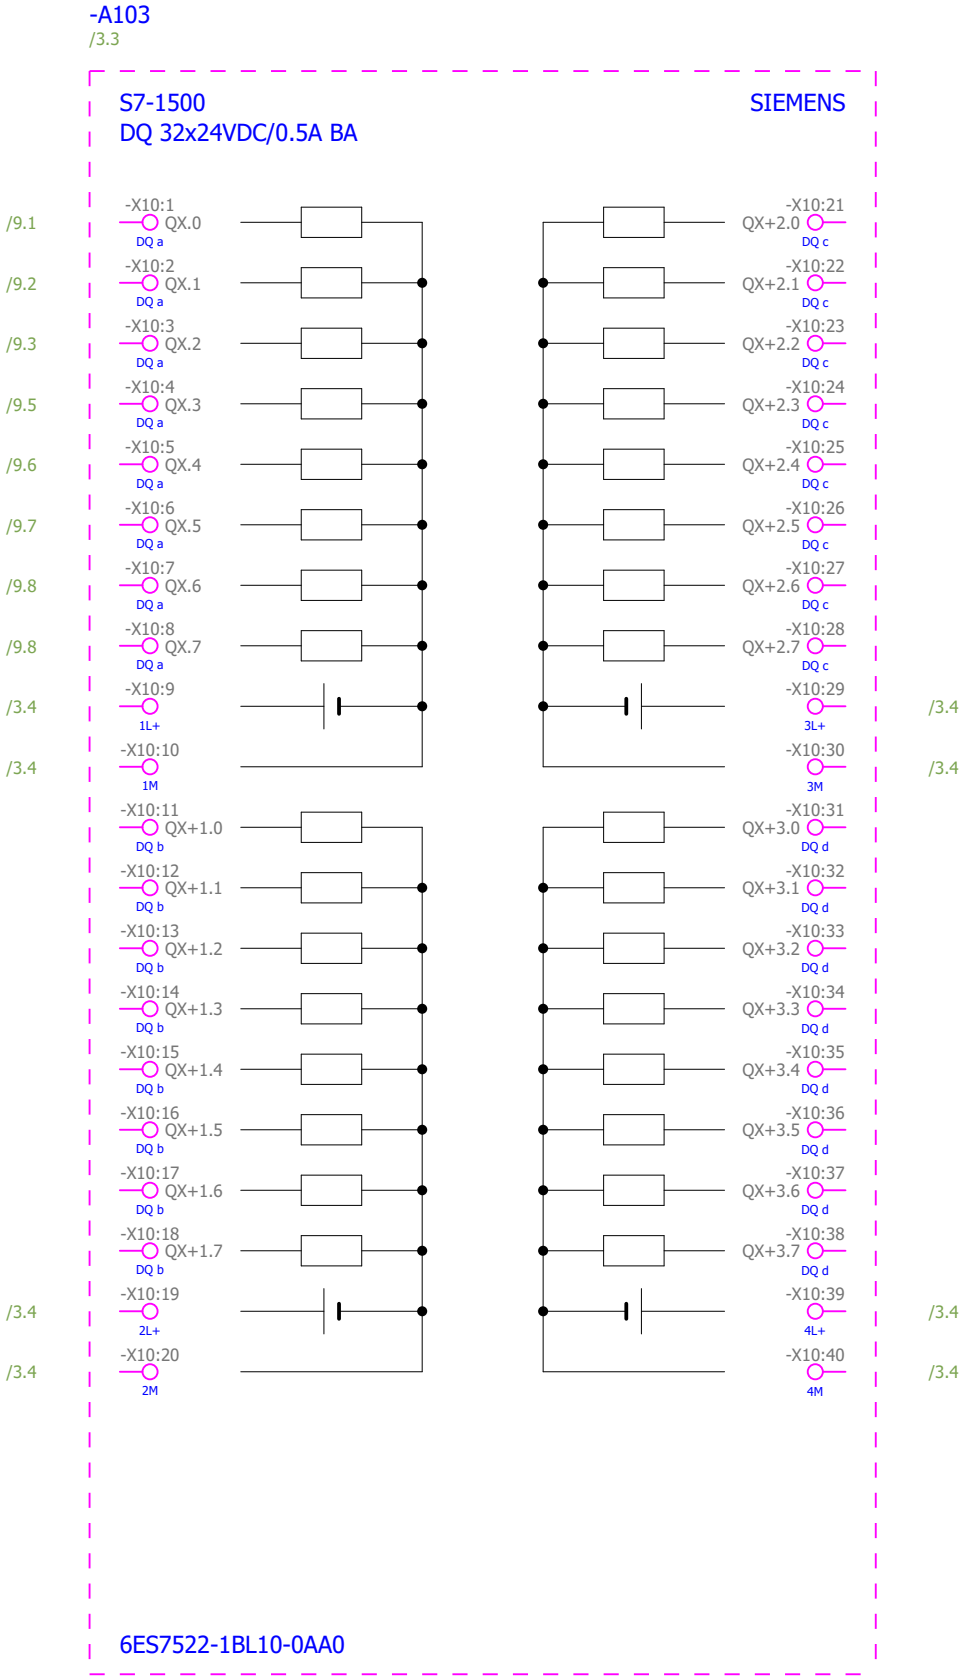 -A103
/3.3
S7-1500 SIEMENS
DQ 32x24VDC/0.5A BA
-X10:1 -X10:21
/9.1 QX.0 QX+2.0
DQ a DQ c
-X10:2 -X10:22
/9.2 QX.1 QX+2.1
DQ a DQ c
-X10:3 -X10:23
/9.3 QX.2 QX+2.2
DQ a DQ c
-X10:4 -X10:24
/9.5 QX.3 QX+2.3
DQ a DQ c
-X10:5 -X10:25
/9.6 QX.4 QX+2.4
DQ a DQ c
-X10:6 -X10:26
/9.7 QX.5 QX+2.5
DQ a DQ c
-X10:7 -X10:27
/9.8 QX.6 QX+2.6
DQ a DQ c
-X10:8 -X10:28
/9.8 QX.7 QX+2.7
DQ a DQ c
-X10:9 -X10:29
/3.4 /3.4
1L+ 3L+
-X10:10 -X10:30
/3.4 /3.4
1M 3M
-X10:11 -X10:31
QX+1.0 QX+3.0
DQ b DQ d
-X10:12 -X10:32
QX+1.1 QX+3.1
DQ b DQ d
-X10:13 -X10:33
QX+1.2 QX+3.2
DQ b DQ d
-X10:14 -X10:34
QX+1.3 QX+3.3
DQ b DQ d
-X10:15 -X10:35
QX+1.4 QX+3.4
DQ b DQ d
-X10:16 -X10:36
QX+1.5 QX+3.5
DQ b DQ d
-X10:17 -X10:37
QX+1.6 QX+3.6
DQ b DQ d
-X10:18 -X10:38
QX+1.7 QX+3.7
DQ b DQ d
-X10:19 -X10:39
/3.4 /3.4
2L+ 4L+
-X10:20 -X10:40
/3.4 /3.4
2M 4M
6ES7522-1BL10-0AA0